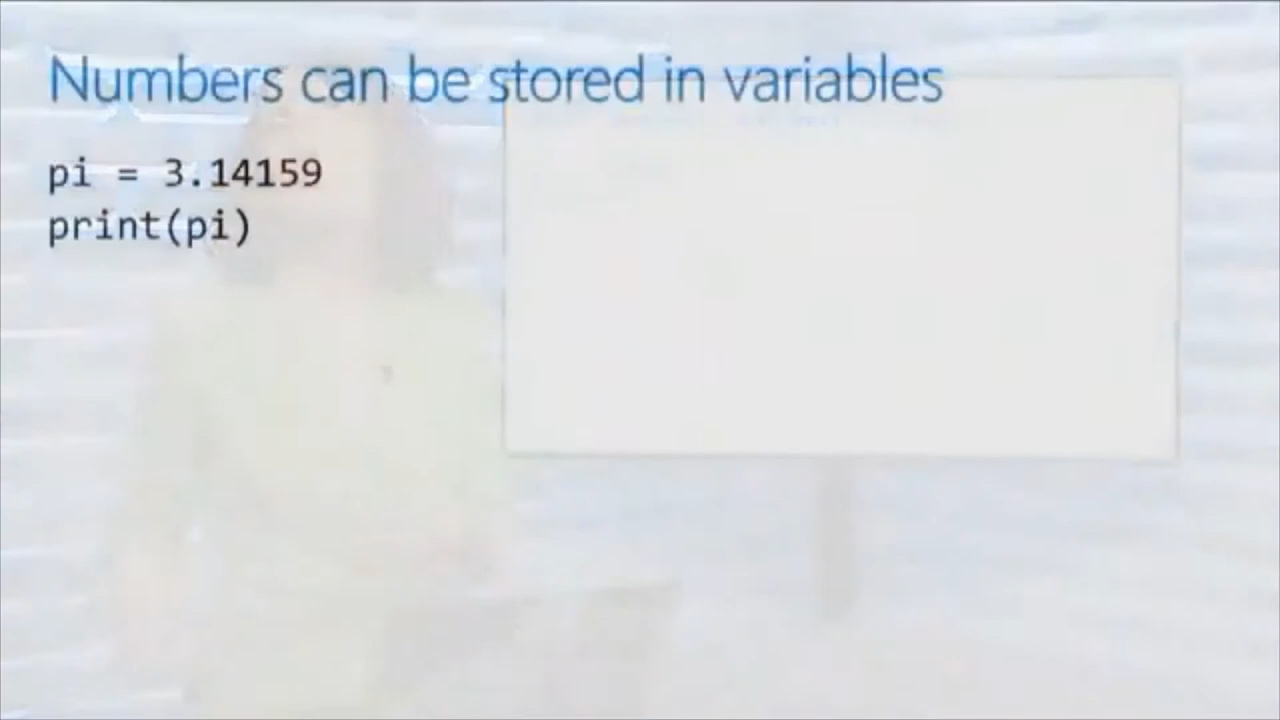 Numbers can be stored in variables
pi = 3.14159
print(pi)